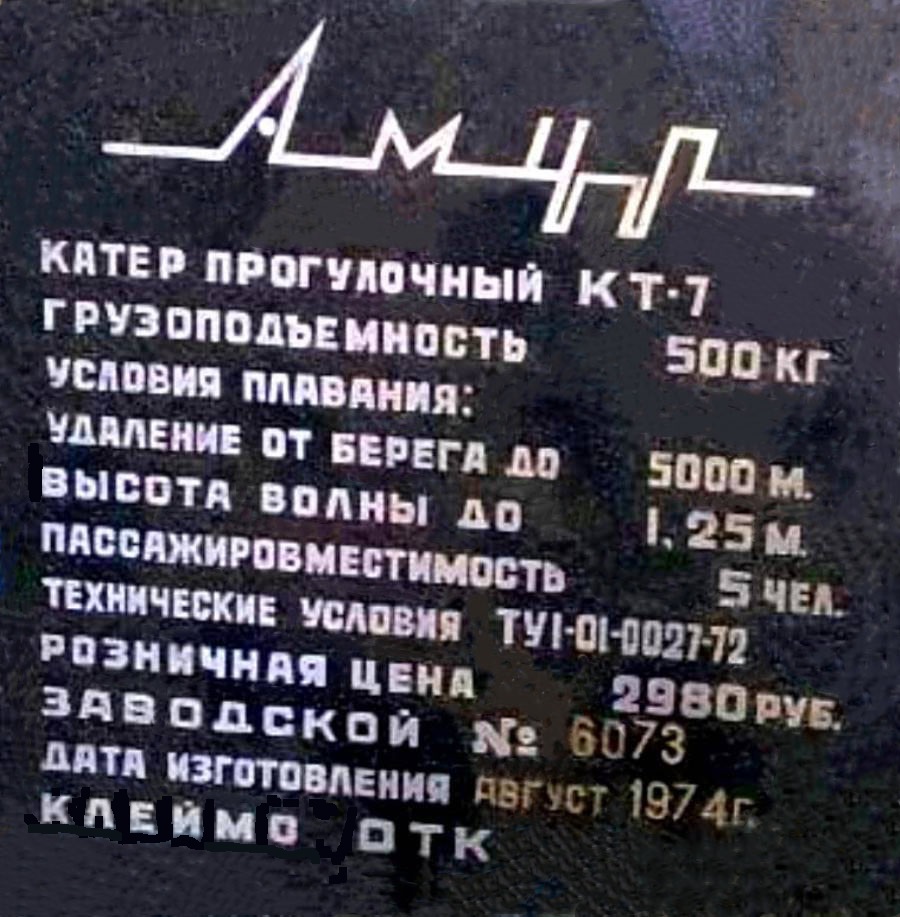 Амур
КАТЕР ПРОГУЛОЧНЫЙ КТ-7
ГРУЗОПОДЪЕМНОСТЬ 500 КГ
УСЛОВИЯ ПЛАВАНИЯ:
УДАЛЕНИЕ ОТ БЕРЕГА ДО 5000 М.
ВЫСОТА ВОЛНЫ ДО 1,25 М.
ПАССАЖИРОВМЕСТИМОСТЬ 5 ЧЕЛ.
ТЕХНИЧЕСКИЕ УСЛОВИЯ ТУ1-01-0027-72
РОЗНИЧНАЯ ЦЕНА 2980 РУБ.
ЗАВОДСКОЙ № 6073
ДАТА ИЗГОТОВЛЕНИЯ АВГУСТ 1974г.
КЛЕЙМО ОТК